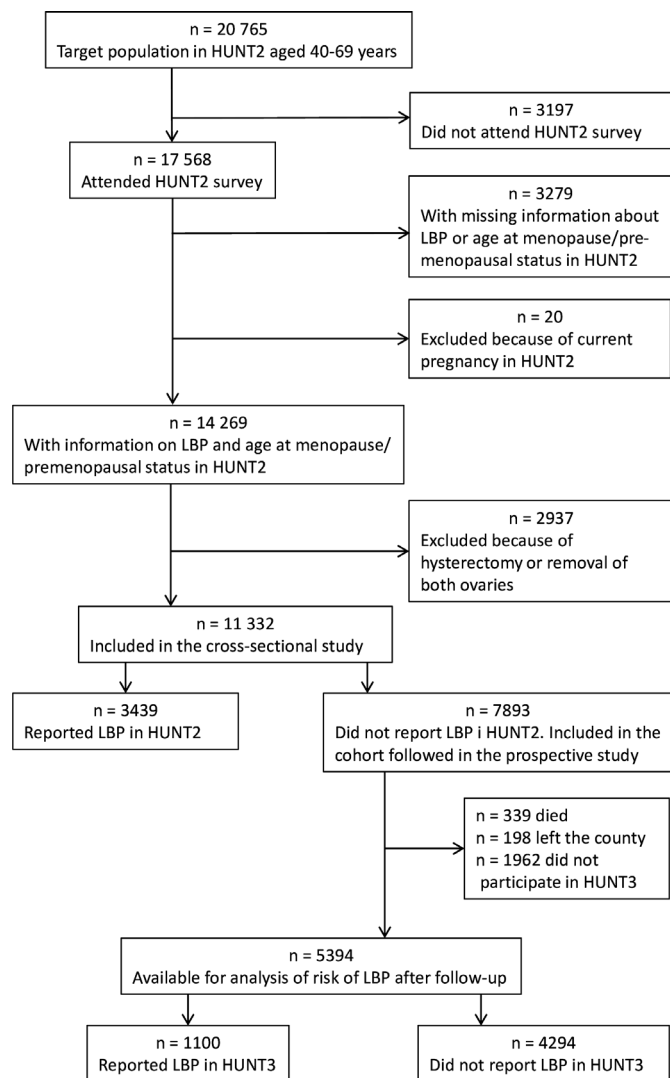 n = 20 765
Target population in HUNT2 aged 40-69 years
n = 3197
Did not attend HUNT2 survey
n = 17 568
Attended HUNT2 survey
n = 3279
With missing information about
LBP or age at menopause/pre-
menopausal status in HUNT2
n = 20
Excluded because of current
pregnancy in HUNT2
n = 14 269
With information on LBP and age at menopause/
premenopausal status in HUNT2
n = 2937
Excluded because of
hysterectomy or removal of
both ovaries
n = 11 332
Included in the cross-sectional study
n = 3439
Reported LBP in HUNT2
n = 7893
Did not report LBP i HUNT2. Included in the
cohort followed in the prospective study
n = 339 died
n = 198 left the county
n = 1962 did not
participate in HUNT3
n = 5394
Available for analysis of risk of LBP after follow-up
n = 1100
Reported LBP in HUNT3
n = 4294
Did not report LBP in HUNT3